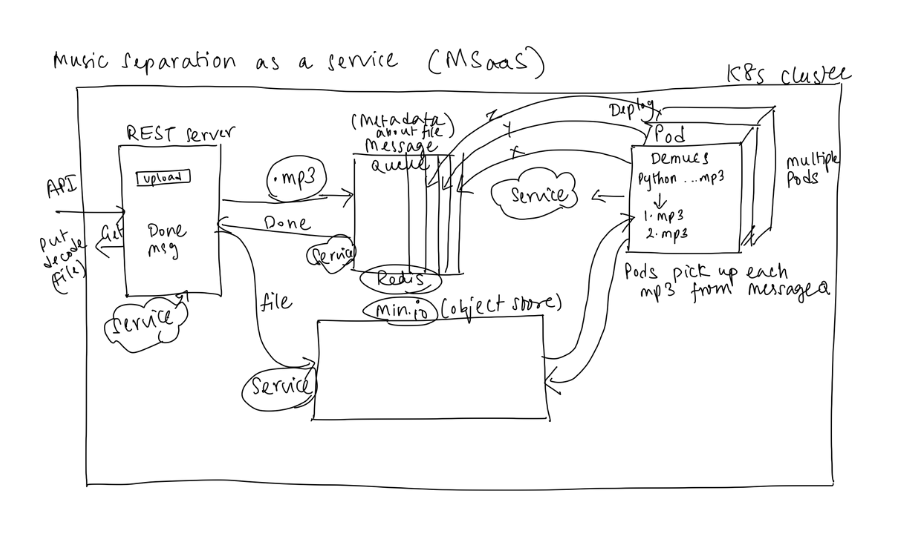 Music separation as a service (MSaaS)
K8s cluster
REST server
upload
Done
msg
Service
API
Put
decode
(file)
Get
.mp3
Done
file
(Metadata
about file)
Message
Queue
Service
Redis
min.io (object store)
Service
Z
Y
X
Service
Deploy
Pod
Demucs
Python ...mp3
1.mp3
2.mp3
multiple
Pods
Pods pick up each
mp3 from message Q